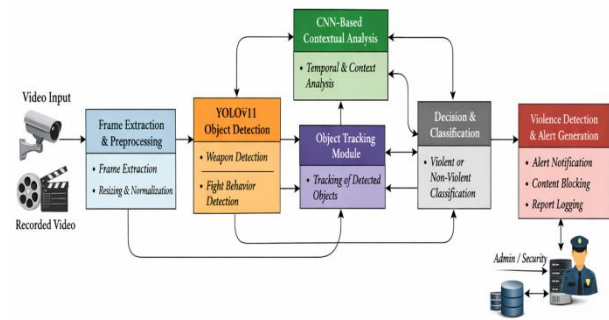 CNN-Based
Contextual Analysis
• Temporal & Context
Analysis
Video Input
Recorded Video
Frame Extraction
& Preprocessing
• Frame Extraction
• Resizing & Normalization
YOLOv11
Object Detection
• Weapon Detection
• Fight Behavior
Detection
Object Tracking
Module
• Tracking of Detected
Objects
Decision &
Classification
• Violent or
Non-Violent
Classification
Violence Detection
& Alert Generation
• Alert Notification
• Content Blocking
• Report Logging
Admin / Security